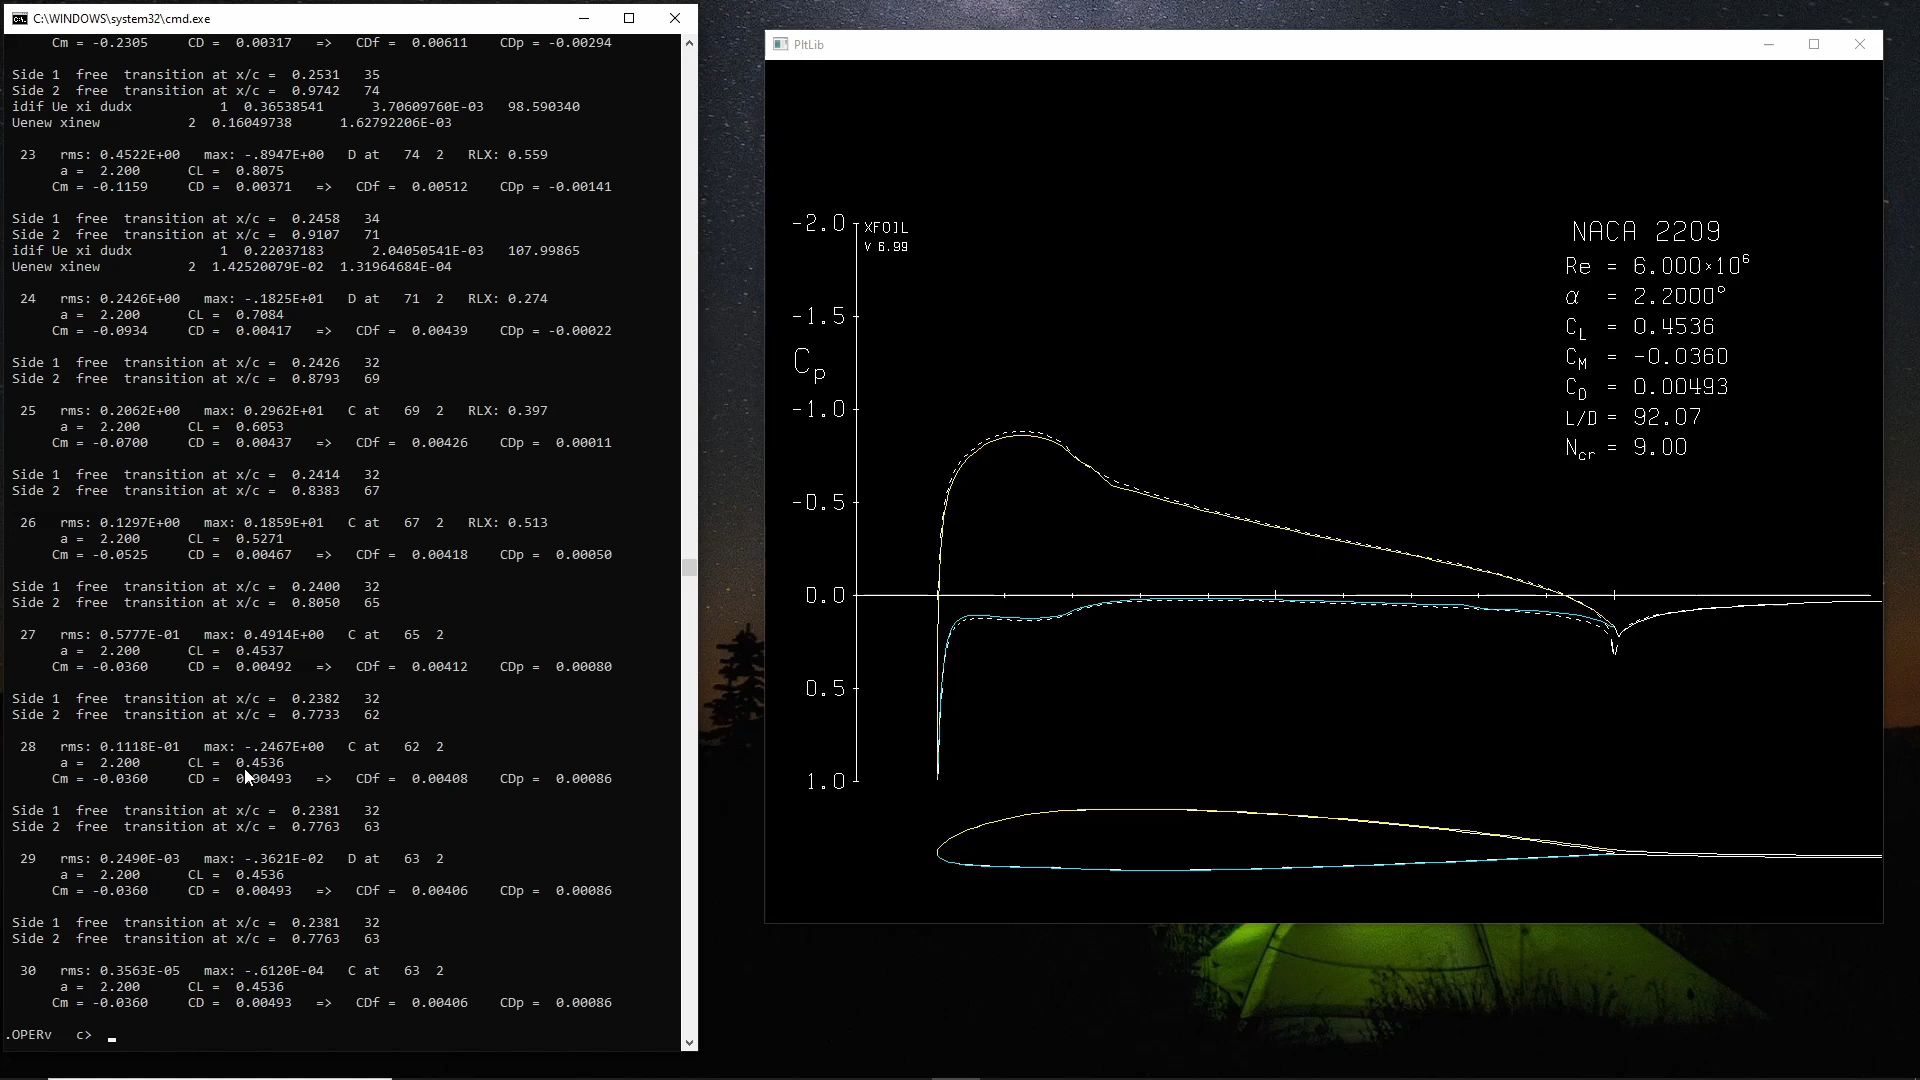 C:\WINDOWS\system32\cmd.exe
Cm = -0.2305 CD = 0.00317 => CDf = 0.00611 CDp = -0.00294
Side 1 free transition at x/c = 0.2531 35
Side 2 free transition at x/c = 0.9742 74
idif Ue xi dudx 1 0.36538541 3.70609760E-03 98.590340
Uenew xinew 2 0.16049738 1.62792206E-03
23 rms: 0.4522E+00 max: -.8947E+00 D at 74 2 RLX: 0.559
a = 2.200 CL = 0.8075
Cm = -0.1159 CD = 0.00371 => CDf = 0.00512 CDp = -0.00141
Side 1 free transition at x/c = 0.2458 34
Side 2 free transition at x/c = 0.9107 71
idif Ue xi dudx 1 0.22037183 2.04050541E-03 107.99865
Uenew xinew 2 1.42520079E-02 1.31964684E-04
24 rms: 0.2426E+00 max: -.1825E+01 D at 71 2 RLX: 0.274
a = 2.200 CL = 0.7084
Cm = -0.0934 CD = 0.00417 => CDf = 0.00439 CDp = -0.00022
Side 1 free transition at x/c = 0.2426 32
Side 2 free transition at x/c = 0.8793 69
25 rms: 0.2062E+00 max: 0.2962E+01 C at 69 2 RLX: 0.397
a = 2.200 CL = 0.6053
Cm = -0.0700 CD = 0.00437 => CDf = 0.00426 CDp = 0.00011
Side 1 free transition at x/c = 0.2414 32
Side 2 free transition at x/c = 0.8383 67
26 rms: 0.1297E+00 max: 0.1859E+01 C at 67 2 RLX: 0.513
a = 2.200 CL = 0.5271
Cm = -0.0525 CD = 0.00467 => CDf = 0.00418 CDp = 0.00050
Side 1 free transition at x/c = 0.2400 32
Side 2 free transition at x/c = 0.8050 65
27 rms: 0.5777E-01 max: 0.4914E+00 C at 65 2
a = 2.200 CL = 0.4537
Cm = -0.0360 CD = 0.00492 => CDf = 0.00412 CDp = 0.00080
Side 1 free transition at x/c = 0.2382 32
Side 2 free transition at x/c = 0.7733 62
28 rms: 0.1118E-01 max: -.2467E+00 C at 62 2
a = 2.200 CL = 0.4536
Cm = -0.0360 CD = 0.00493 => CDf = 0.00408 CDp = 0.00086
Side 1 free transition at x/c = 0.2381 32
Side 2 free transition at x/c = 0.7763 63
29 rms: 0.2490E-03 max: -.3621E-02 D at 63 2
a = 2.200 CL = 0.4536
Cm = -0.0360 CD = 0.00493 => CDf = 0.00406 CDp = 0.00086
Side 1 free transition at x/c = 0.2381 32
Side 2 free transition at x/c = 0.7763 63
30 rms: 0.3563E-05 max: -.6120E-04 C at 63 2
a = 2.200 CL = 0.4536
Cm = -0.0360 CD = 0.00493 => CDf = 0.00406 CDp = 0.00086
.OPERv c>
PltLib
-2.0
XFOIL
V 6.99
-1.5
Cp
-1.0
-0.5
0.0
0.5
1.0
NACA 2209
Re = 6.000×10⁶
α = 2.2000°
CL = 0.4536
CM = -0.0360
CD = 0.00493
L/D = 92.07
Ncr = 9.00